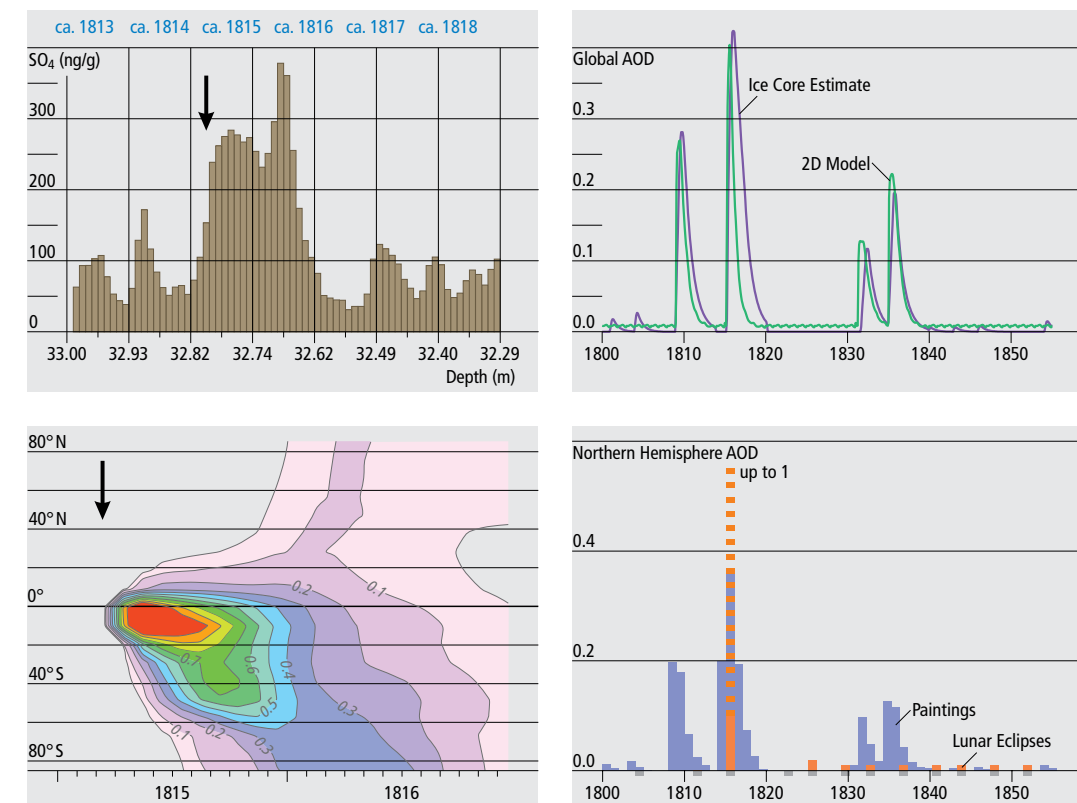 ca. 1813 ca. 1814 ca. 1815 ca. 1816 ca. 1817 ca. 1818
SO₄ (ng/g)
300
200
100
0
33.00 32.93 32.82 32.74 32.62 32.49 32.40 32.29
Depth (m)
Global AOD
Ice Core Estimate
0.3
2D Model
0.2
0.1
0.0
1800 1810 1820 1830 1840 1850
80° N
40° N
0°
40° S
80° S
0.2
0.1
0.7
0.6
0.4
0.5
0.3
0.1
0.2
0.3
1815 1816
Northern Hemisphere AOD
up to 1
0.4
0.2
Paintings
Lunar Eclipses
0.0
1800 1810 1820 1830 1840 1850